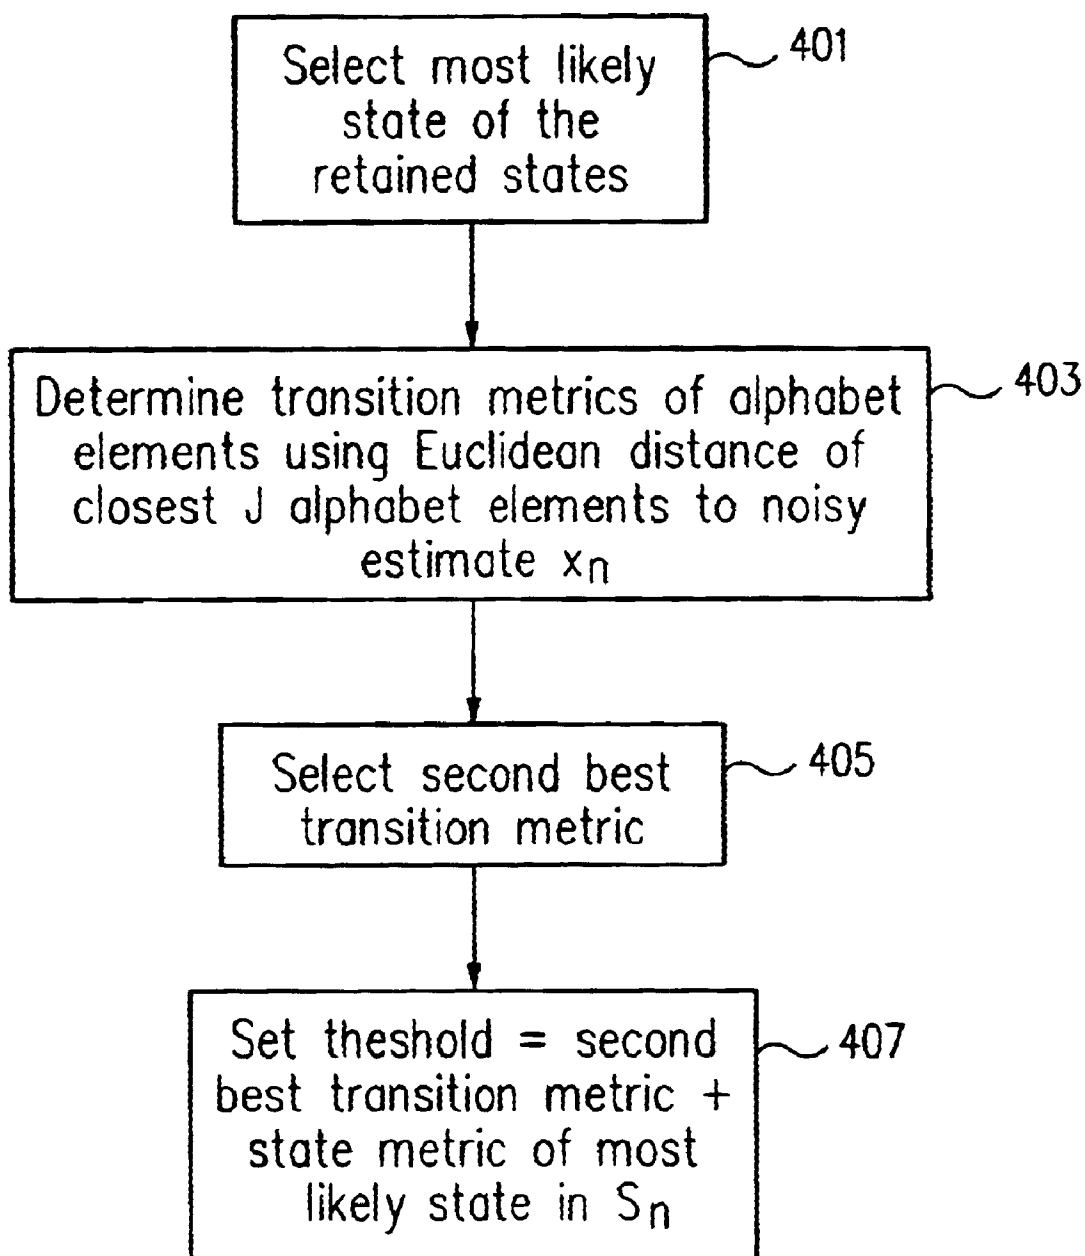 Select most likely
state of the
retained states
401
Determine transition metrics of alphabet
elements using Euclidean distance of
closest J alphabet elements to noisy
estimate xn
403
Select second best
transition metric
405
Set theshold = second
best transition metric +
state metric of most
likely state in Sn
407